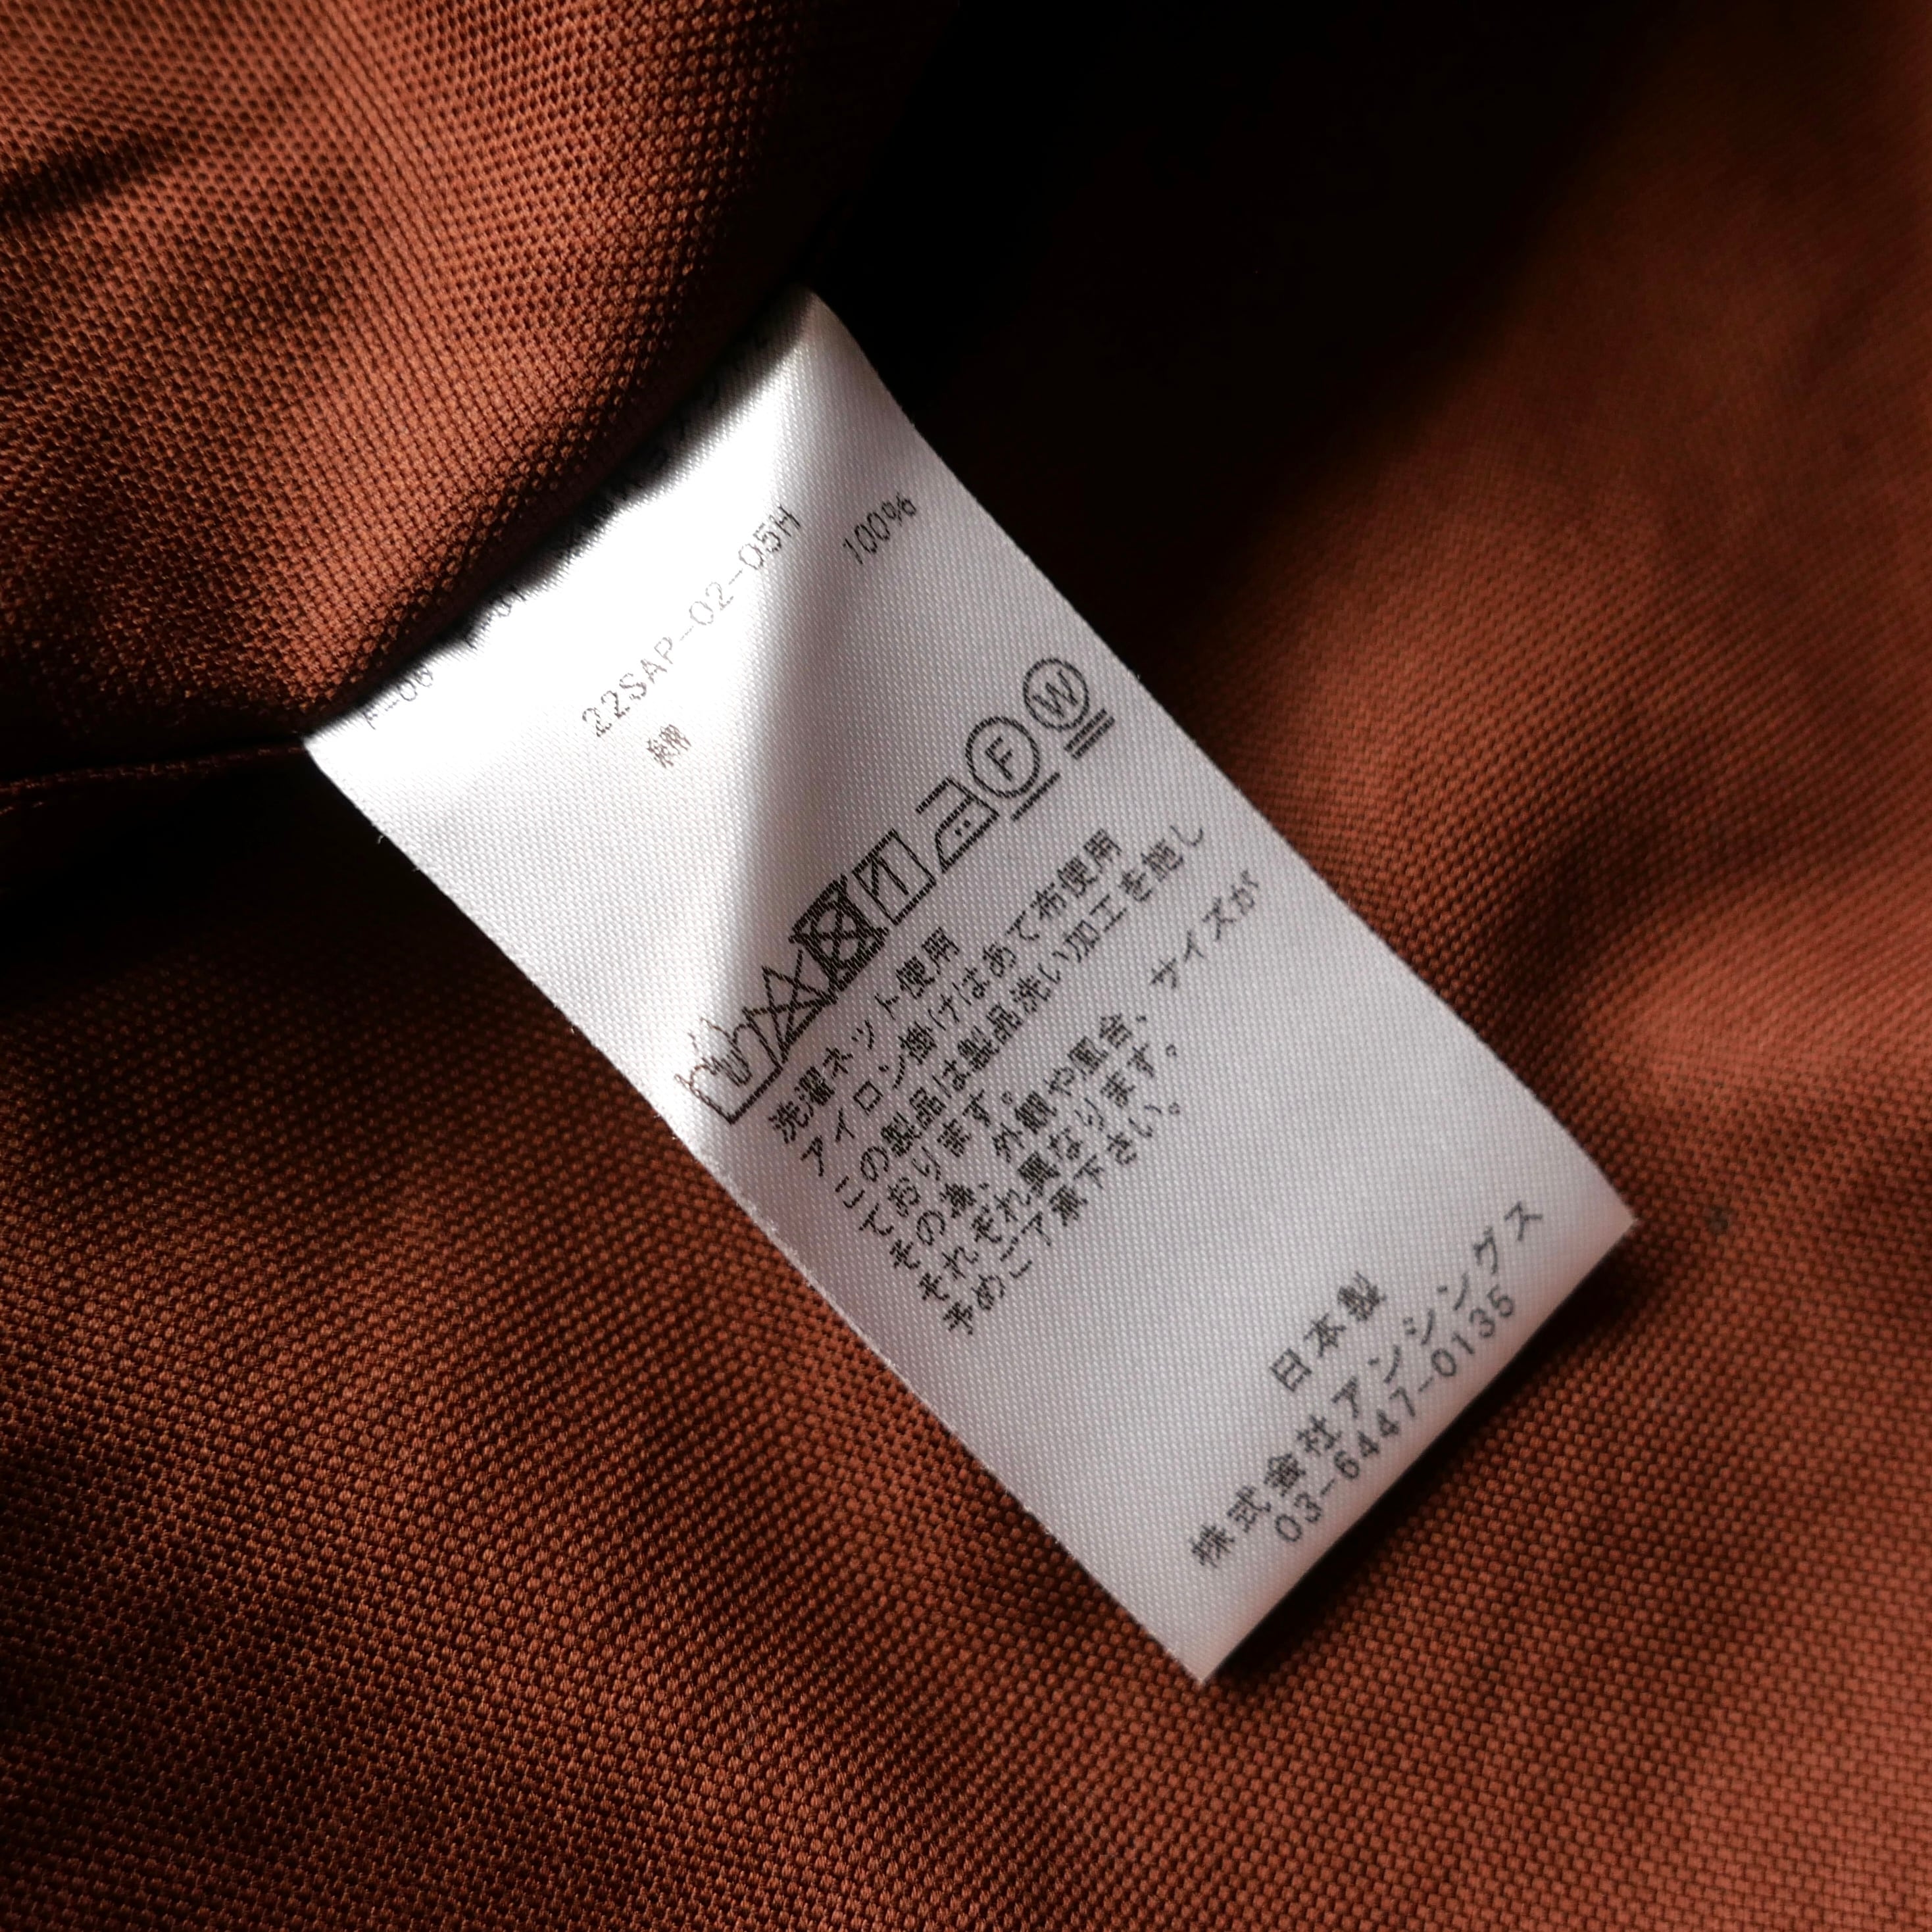 22SAP-02-05H
綿 100%
洗濯ネット使用
アイロン掛けはあて布使用
この製品は製品洗い加工を施し
ております。
その為、外観や風合、サイズが
それぞれ異なります。
予めご了承下さい。
日本製
株式会社アンシングス
03-6447-0135